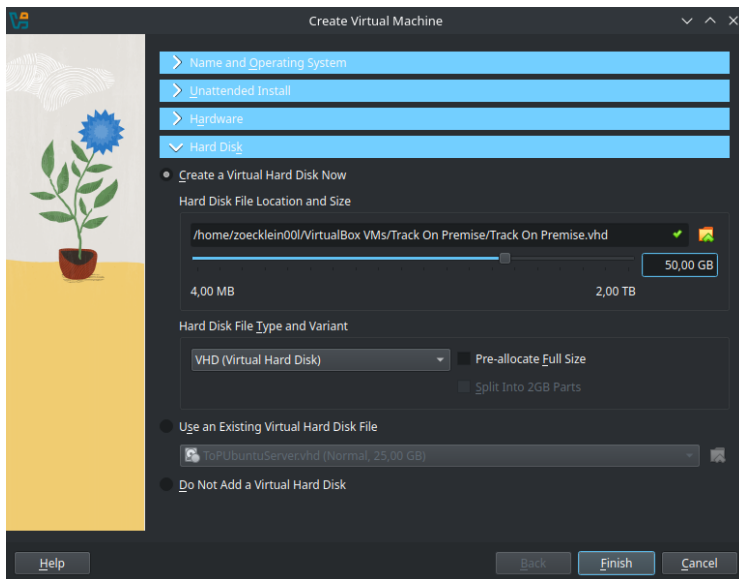 Create Virtual Machine
Name and Operating System
Unattended Install
Hardware
Hard Disk
Create a Virtual Hard Disk Now
Hard Disk File Location and Size
/home/zoecklein00l/VirtualBox VMs/Track On Premise/Track On Premise.vhd
50,00 GB
4,00 MB 2,00 TB
Hard Disk File Type and Variant
VHD (Virtual Hard Disk) Pre-allocate Full Size
Split Into 2GB Parts
Use an Existing Virtual Hard Disk File
ToPUbuntuServer.vhd (Normal, 25,00 GB)
Do Not Add a Virtual Hard Disk
Help Back Finish Cancel